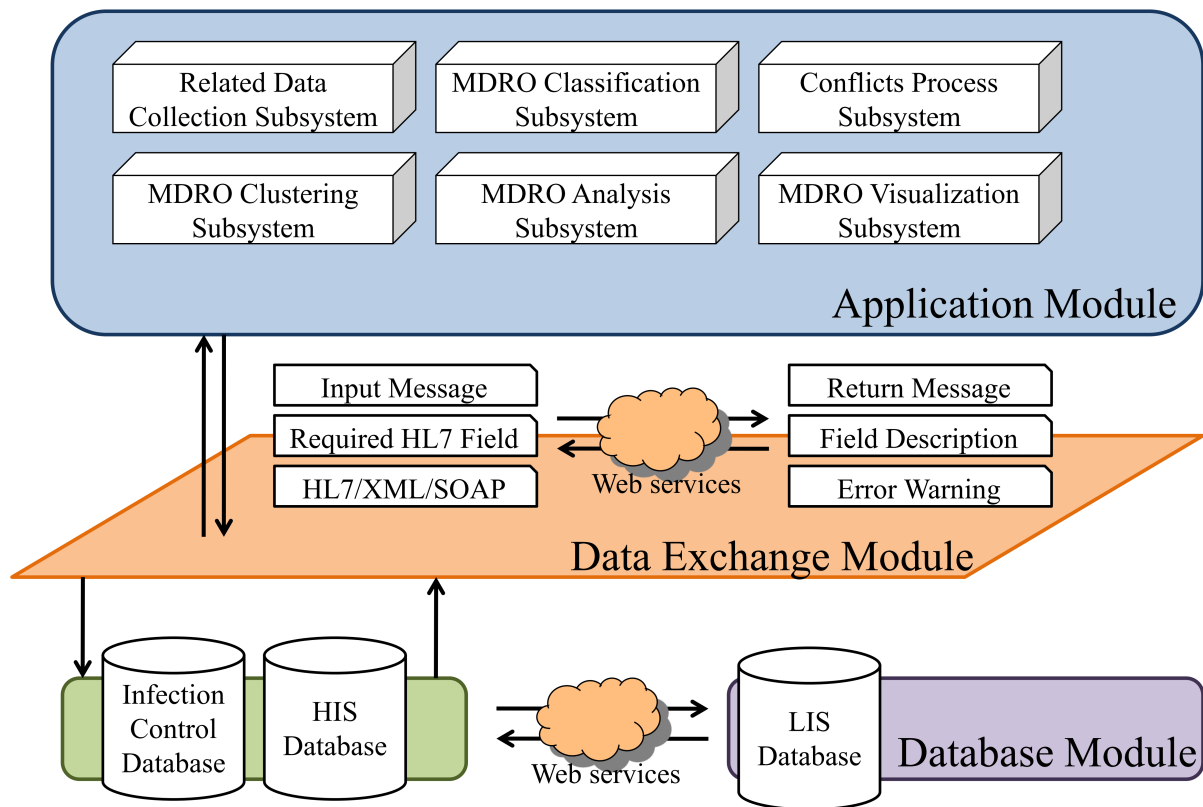 Related Data
Collection Subsystem
MDRO Classification
Subsystem
Conflicts Process
Subsystem
MDRO Clustering
Subsystem
MDRO Analysis
Subsystem
MDRO Visualization
Subsystem
Application Module
Input Message
Required HL7 Field
HL7/XML/SOAP
Web services
Return Message
Field Description
Error Warning
Data Exchange Module
Infection
Control
Database
HIS
Database
Web services
LIS
Database
Database Module